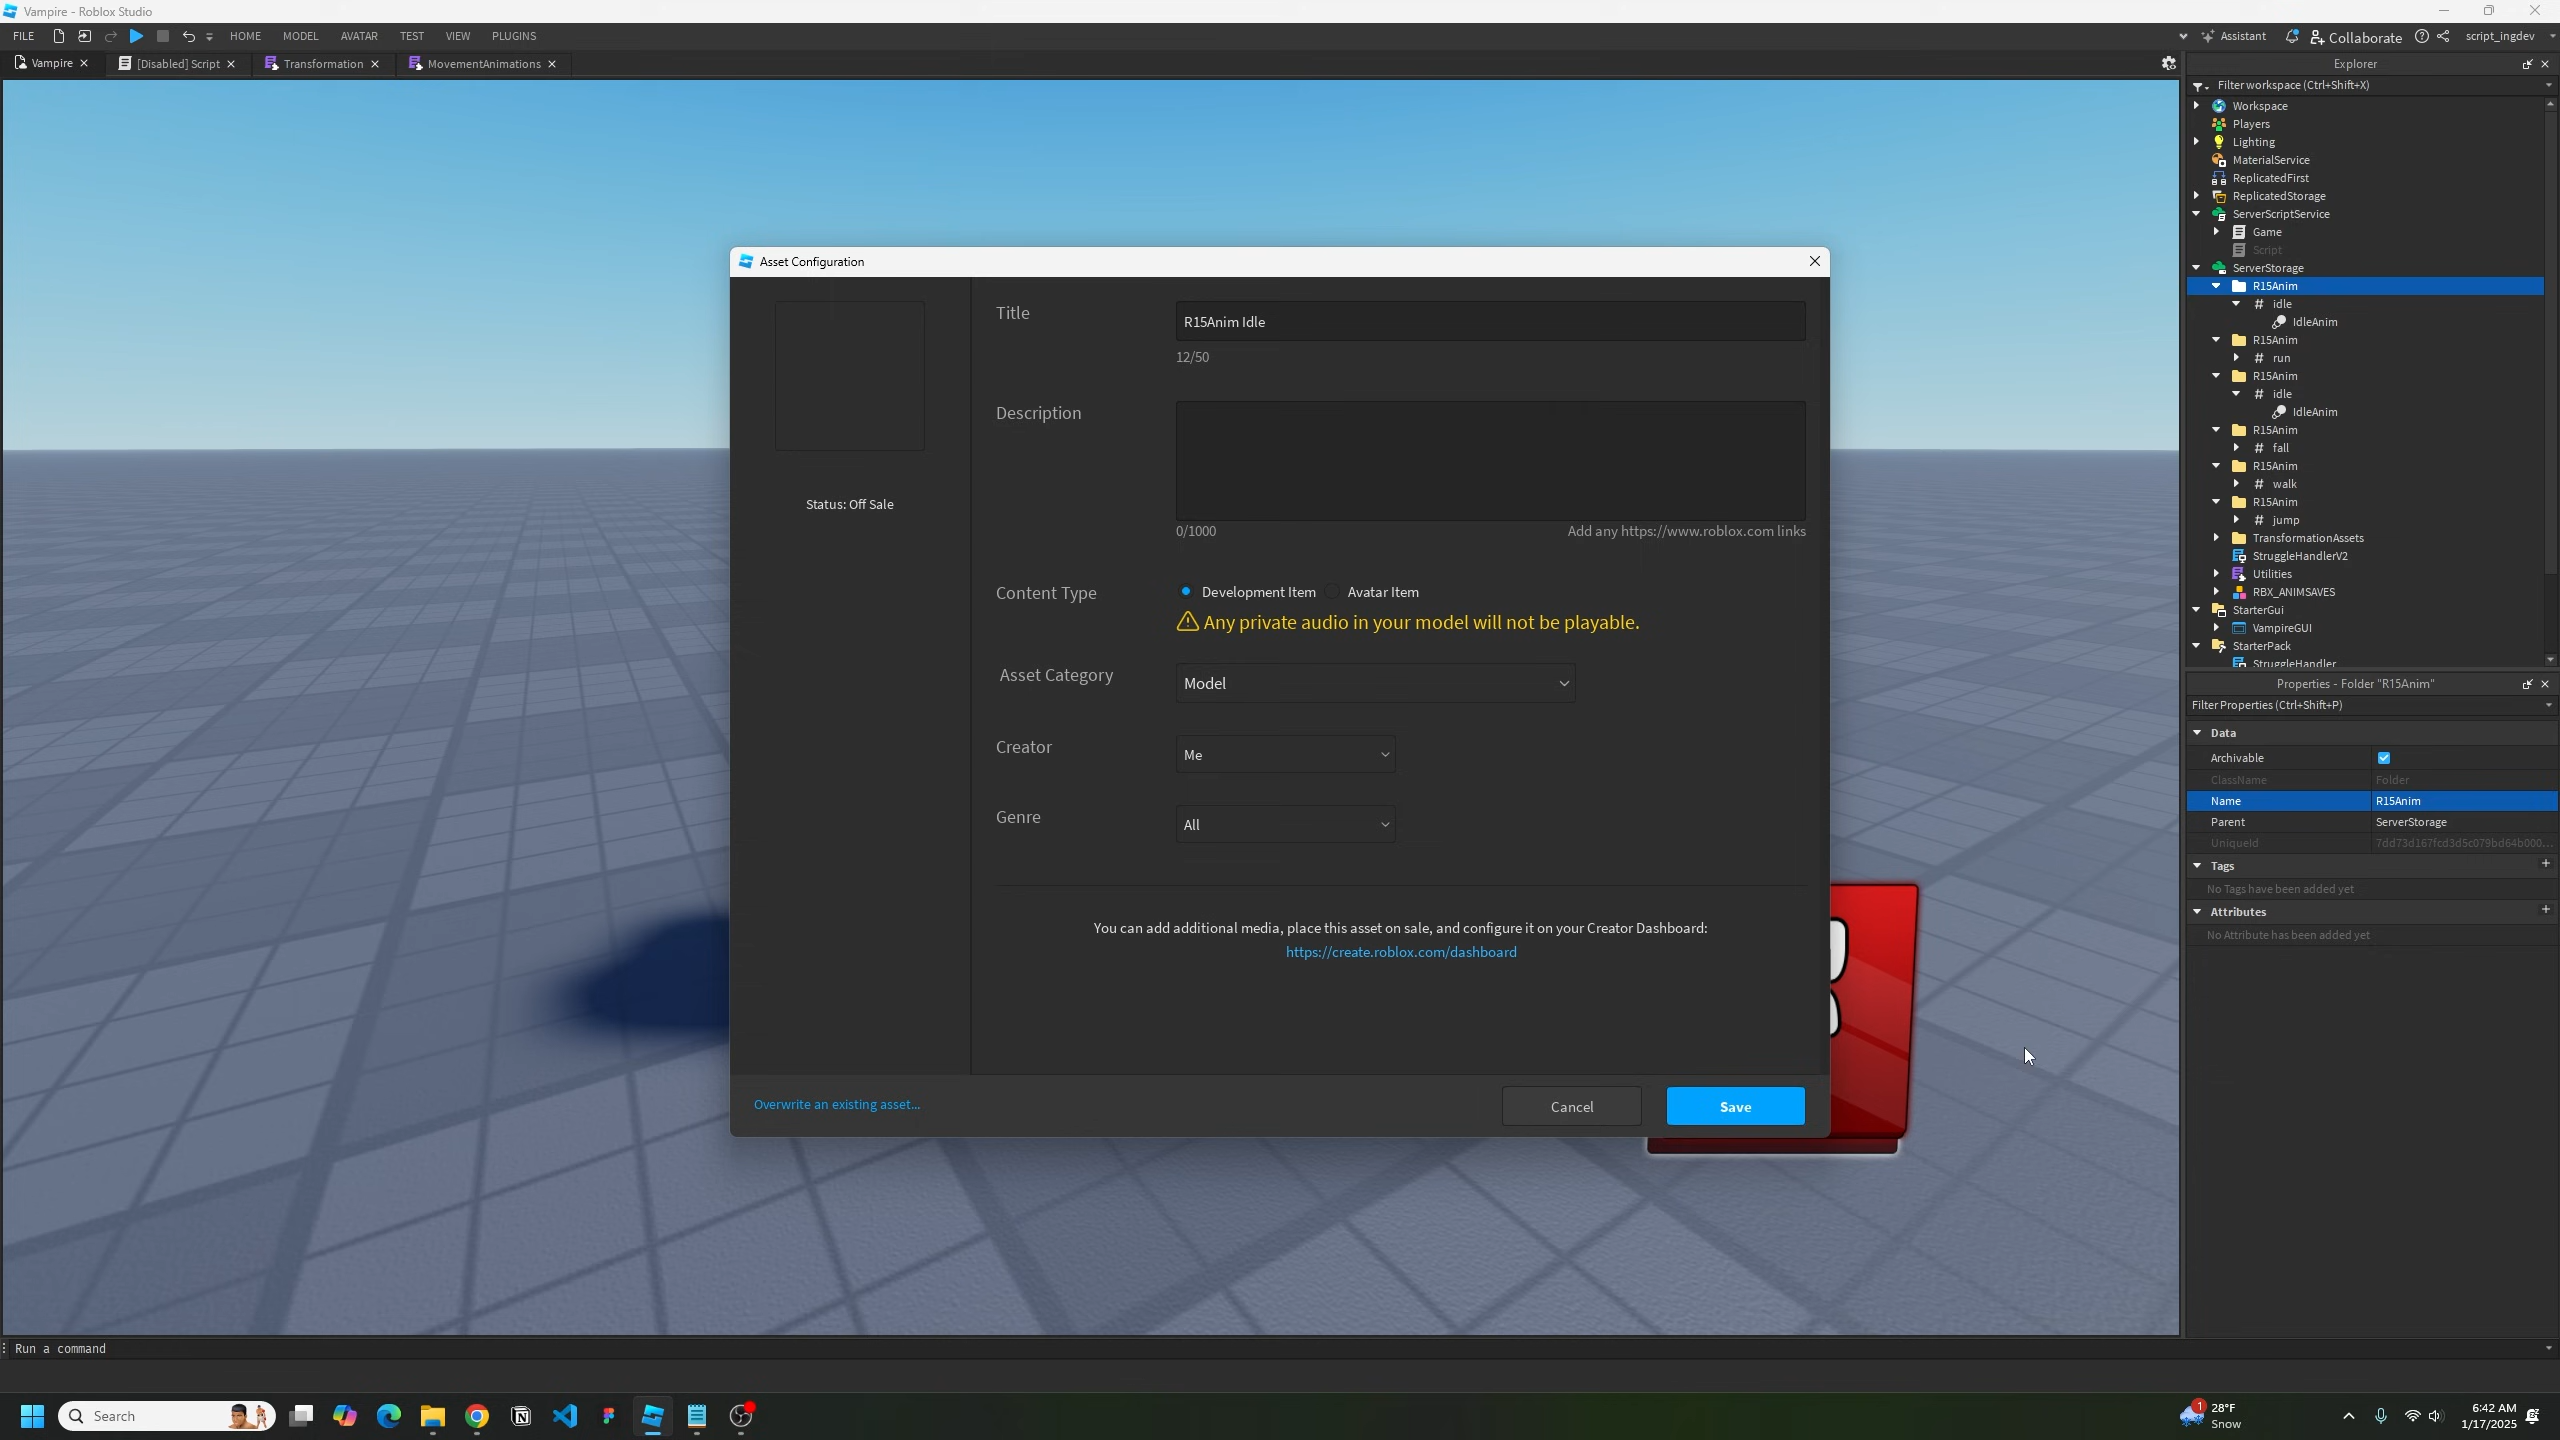 Vampire - Roblox Studio
FILE
HOME
MODEL
AVATAR
TEST
VIEW
PLUGINS
Assistant
Collaborate
script_ingdev
Vampire
[Disabled] Script
Transformation
MovementAnimations
Explorer
Filter workspace (Ctrl+Shift+X)
Workspace
Players
Lighting
MaterialService
ReplicatedFirst
ReplicatedStorage
ServerScriptService
Game
Script
ServerStorage
R15Anim
idle
IdleAnim
R15Anim
run
R15Anim
idle
IdleAnim
R15Anim
fall
R15Anim
walk
R15Anim
jump
TransformationAssets
StruggleHandlerV2
Utilities
RBX_ANIMSAVES
StarterGui
VampireGUI
StarterPack
StruggleHandler
Properties - Folder "R15Anim"
Filter Properties (Ctrl+Shift+P)
Data
Archivable
ClassName Folder
Name R15Anim
Parent ServerStorage
UniqueId 7dd73d167fcd3d5c079bd64b000...
Tags
No Tags have been added yet
Attributes
No Attribute has been added yet
Asset Configuration
Status: Off Sale
Title
R15Anim Idle
12/50
Description
0/1000
Add any https://www.roblox.com links
Content Type
Development Item
Avatar Item
Any private audio in your model will not be playable.
Asset Category
Model
Creator
Me
Genre
All
You can add additional media, place this asset on sale, and configure it on your Creator Dashboard:
https://create.roblox.com/dashboard
Overwrite an existing asset...
Cancel
Save
Run a command
Search
1
28°F
Snow
6:42 AM
1/17/2025